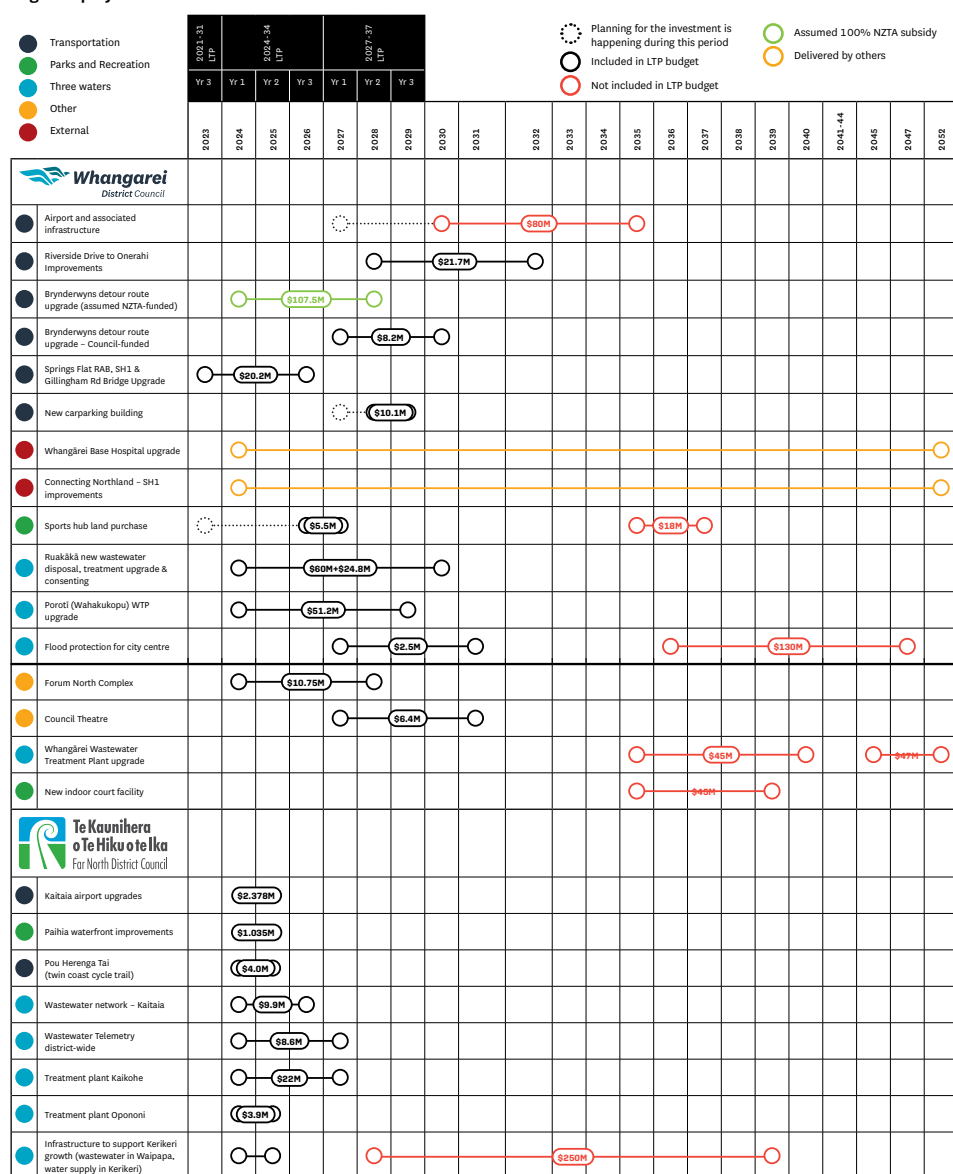 Transportation
Parks and Recreation
Three waters
Other
External
2021-31
LTP
2024-34
LTP
2027-37
LTP
Yr 3
Yr 1
Yr 2
Yr 3
Yr 1
Yr 2
Yr 3
Planning for the investment is
happening during this period
Included in LTP budget
Not included in LTP budget
Assumed 100% NZTA subsidy
Delivered by others
2023
2024
2025
2026
2027
2028
2029
2030
2031
2032
2033
2034
2035
2036
2037
2038
2039
2040
2041-44
2045
2047
2052
Whangarei
District Council
Airport and associated
infrastructure
$80M
Riverside Drive to Onerahi
Improvements
$21.7M
Brynderwyns detour route
upgrade (assumed NZTA-funded)
$107.5M
Brynderwyns detour route
upgrade – Council-funded
$8.2M
Springs Flat RAB, SH1 &
Gillingham Rd Bridge Upgrade
$20.2M
New carparking building
$10.1M
Whangārei Base Hospital upgrade
Connecting Northland – SH1
improvements
Sports hub land purchase
$5.5M
$18M
Ruakākā new wastewater
disposal, treatment upgrade &
consenting
$60M+$24.8M
Porotī (Wahakukopu) WTP
upgrade
$51.2M
Flood protection for city centre
$2.5M
$130M
Forum North Complex
$10.75M
Council Theatre
$6.4M
Whangārei Wastewater
Treatment Plant upgrade
$45M
$47M
New indoor court facility
$45M
Te Kaunihera
o Te Hiku o te Ika
Far North District Council
Kaitaia airport upgrades
$2.378M
Paihia waterfront improvements
$1.035M
Pou Herenga Tai
(twin coast cycle trail)
$4.0M
Wastewater network – Kaitaia
$9.9M
Wastewater Telemetry
district-wide
$8.6M
Treatment plant Kaikohe
$22M
Treatment plant Opononi
$3.9M
Infrastructure to support Kerikeri
growth (wastewater in Waipapa,
water supply in Kerikeri)
$250M